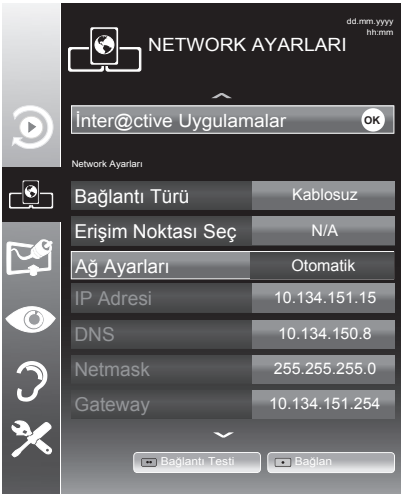 dd.mm.yyyy
hh:mm
NETWORK AYARLARI
İnter@ctive Uygulamalar OK
Network Ayarları
Bağlantı Türü Kablosuz
Erişim Noktası Seç N/A
Ağ Ayarları Otomatik
IP Adresi 10.134.151.15
DNS 10.134.150.8
Netmask 255.255.255.0
Gateway 10.134.151.254
Bağlantı Testi Bağlan